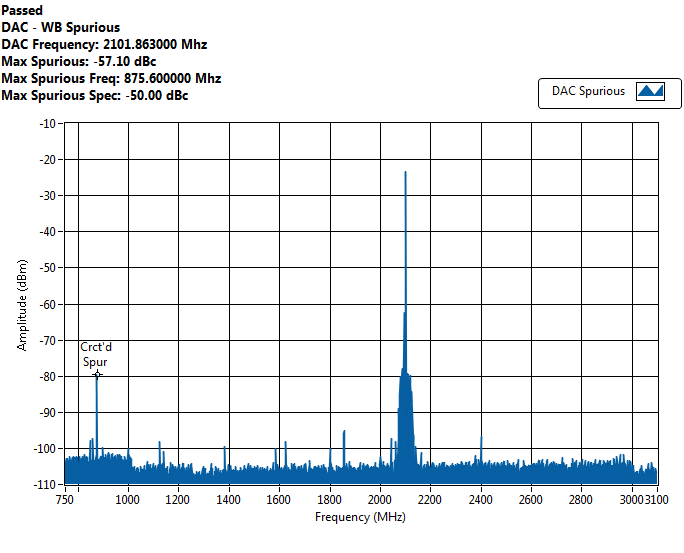 Passed
DAC - WB Spurious
DAC Frequency: 2101.863000 Mhz
Max Spurious: -57.10 dBc
Max Spurious Freq: 875.600000 Mhz
Max Spurious Spec: -50.00 dBc
DAC Spurious
-10
-20
-30
-40
-50
-60
-70
-80
-90
-100
-110
Amplitude (dBm)
Crct'd
Spur
750 1000 1200 1400 1600 1800 2000 2200 2400 2600 2800 3000 3100
Frequency (MHz)